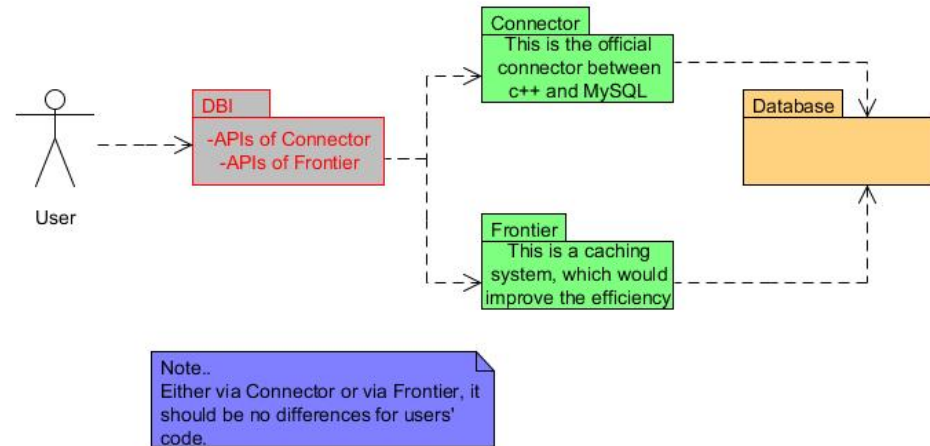 User
DBI
-APIs of Connector
-APIs of Frontier
Connector
This is the official
connector between
c++ and MySQL
Frontier
This is a caching
system, which would
improve the efficiency
Database
Note..
Either via Connector or via Frontier, it
should be no differences for users'
code.